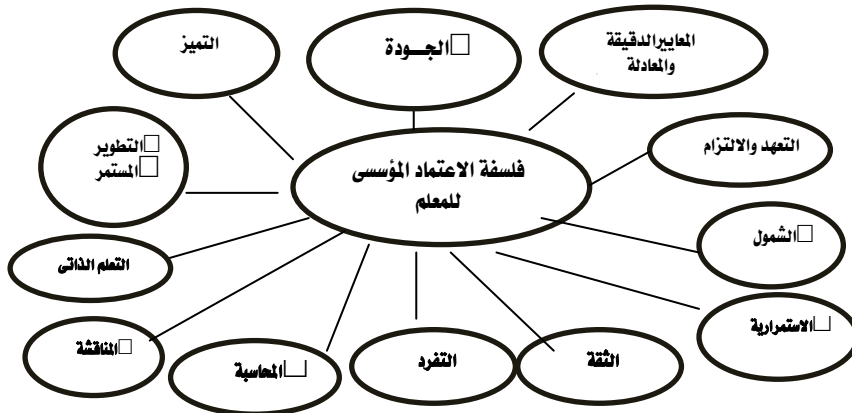 المعايير الدقيقة
والمعادلة
الجـــودة
التميز
التعهد والالتزام
فلسفة الاعتماد المؤسسى
للمعلم
التطوير
المستمر
الشمول
التعلم الذاتى
الاستمرارية
المناقشة
المحاسبة
التفرد
الثقة